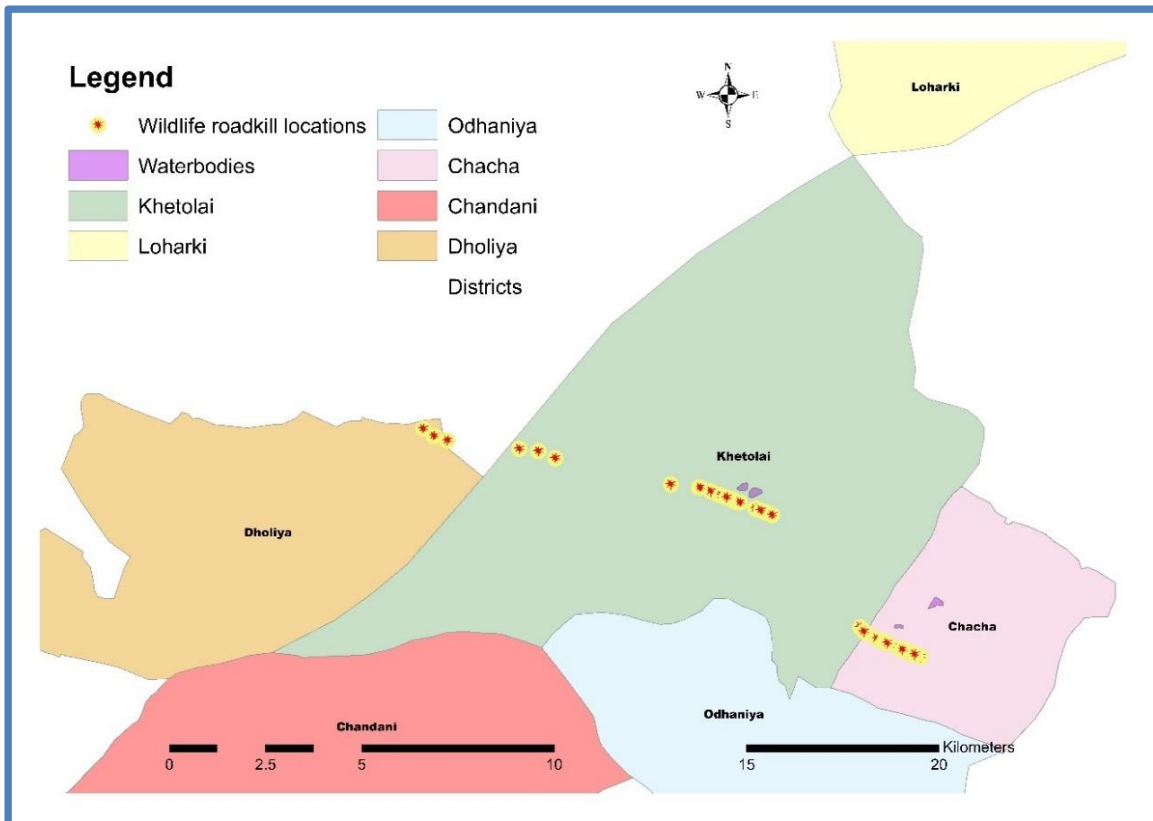 Legend
Wildlife roadkill locations
Waterbodies
Khetolai
Loharki
Odhaniya
Chacha
Chandani
Dholiya
Districts
N
W E
S
Loharki
Khetolai
Dholiya
Chacha
Odhaniya
Chandani
Kilometers
0 2.5 5 10 15 20